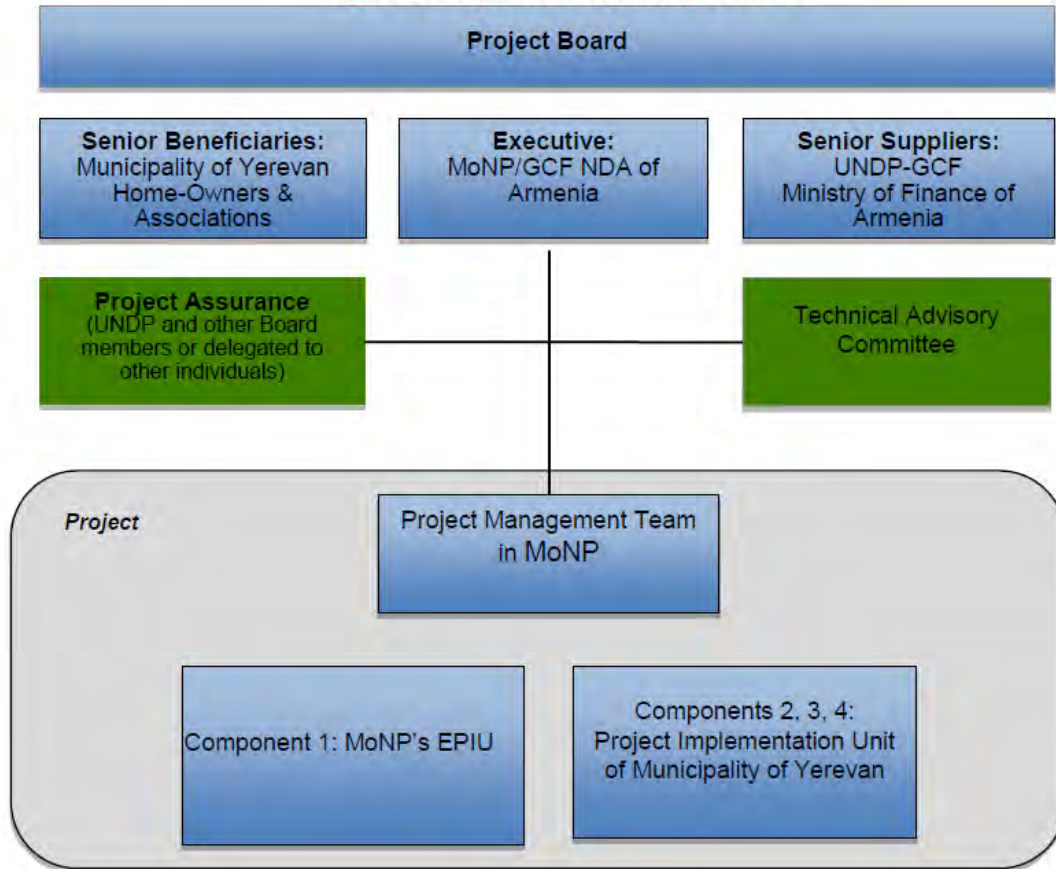 Project Board
Senior Beneficiaries:
Municipality of Yerevan
Home-Owners &
Associations
Executive:
MoNP/GCF NDA of
Armenia
Senior Suppliers:
UNDP-GCF
Ministry of Finance of
Armenia
Project Assurance
(UNDP and other Board
members or delegated to
other individuals)
Technical Advisory
Committee
Project
Project Management Team
in MoNP
Component 1: MoNP's EPIU
Components 2, 3, 4:
Project Implementation Unit
of Municipality of Yerevan